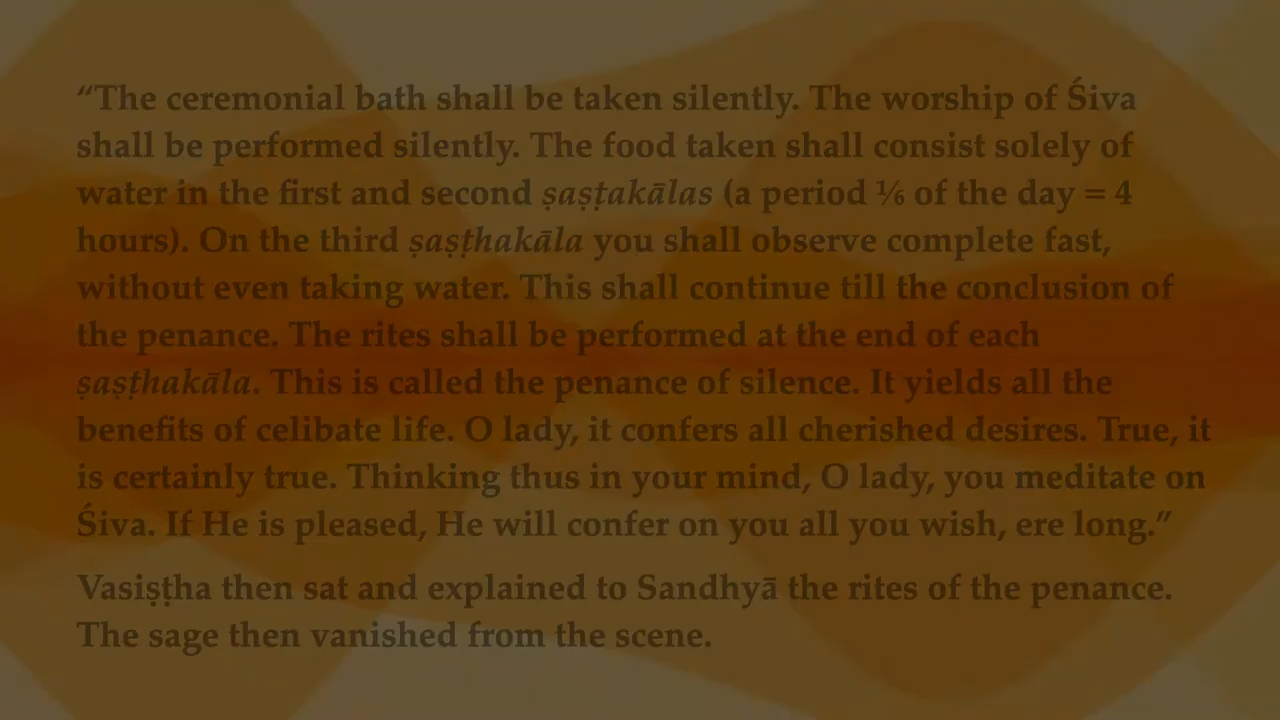 “The ceremonial bath shall be taken silently. The worship of Śiva
shall be performed silently. The food taken shall consist solely of
water in the first and second ṣaṣṭakālas (a period ⅙ of the day = 4
hours). On the third ṣaṣṭhakāla you shall observe complete fast,
without even taking water. This shall continue till the conclusion of
the penance. The rites shall be performed at the end of each
ṣaṣṭhakāla. This is called the penance of silence. It yields all the
benefits of celibate life. O lady, it confers all cherished desires. True, it
is certainly true. Thinking thus in your mind, O lady, you meditate on
Śiva. If He is pleased, He will confer on you all you wish, ere long.”
Vasiṣṭha then sat and explained to Sandhyā the rites of the penance.
The sage then vanished from the scene.